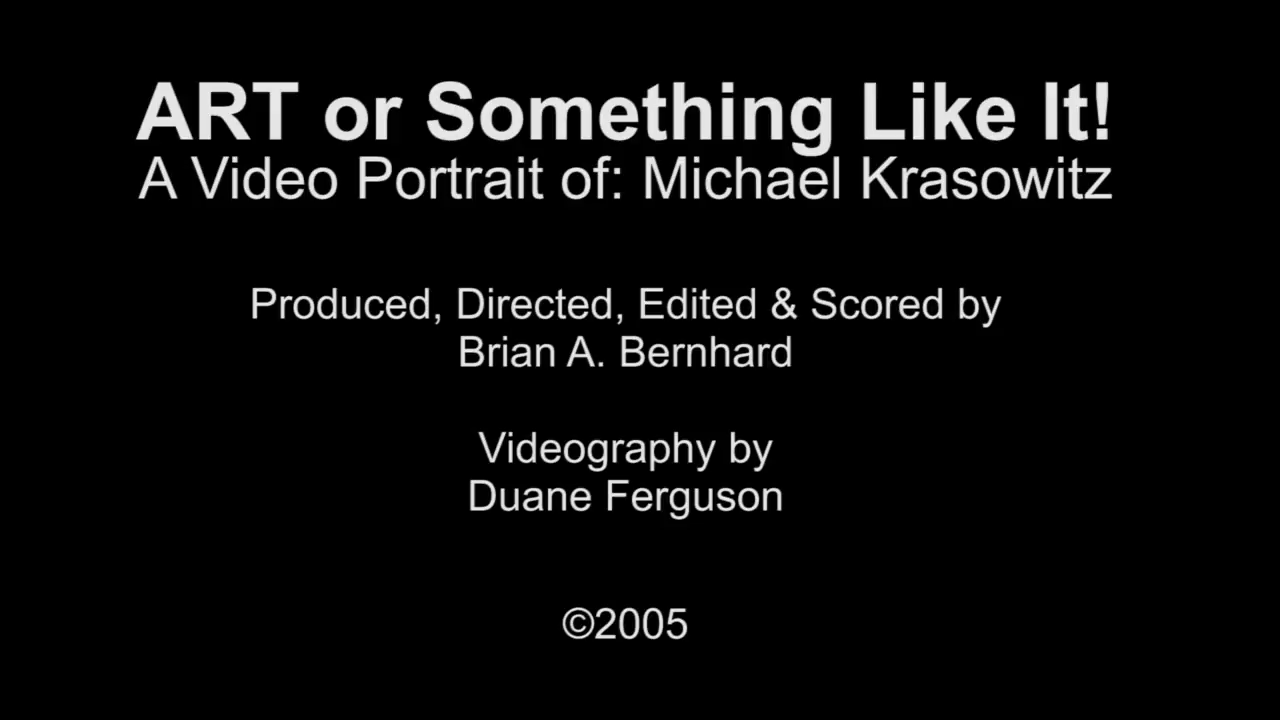 ART or Something Like It!
A Video Portrait of: Michael Krasowitz
Produced, Directed, Edited & Scored by
Brian A. Bernhard
Videography by
Duane Ferguson
©2005